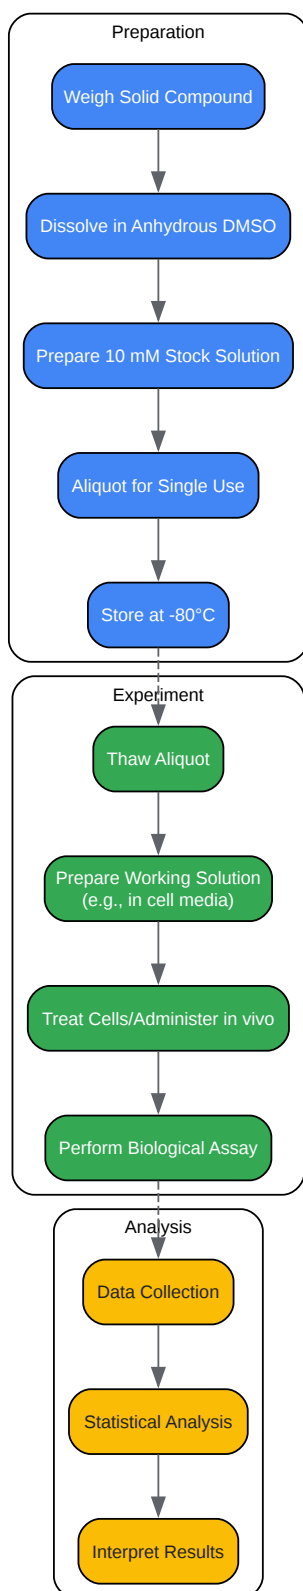 Preparation
Weigh Solid Compound
Dissolve in Anhydrous DMSO
Prepare 10 mM Stock Solution
Aliquot for Single Use
Store at -80°C
Experiment
Thaw Aliquot
Prepare Working Solution
(e.g., in cell media)
Treat Cells/Administer in vivo
Perform Biological Assay
Analysis
Data Collection
Statistical Analysis
Interpret Results